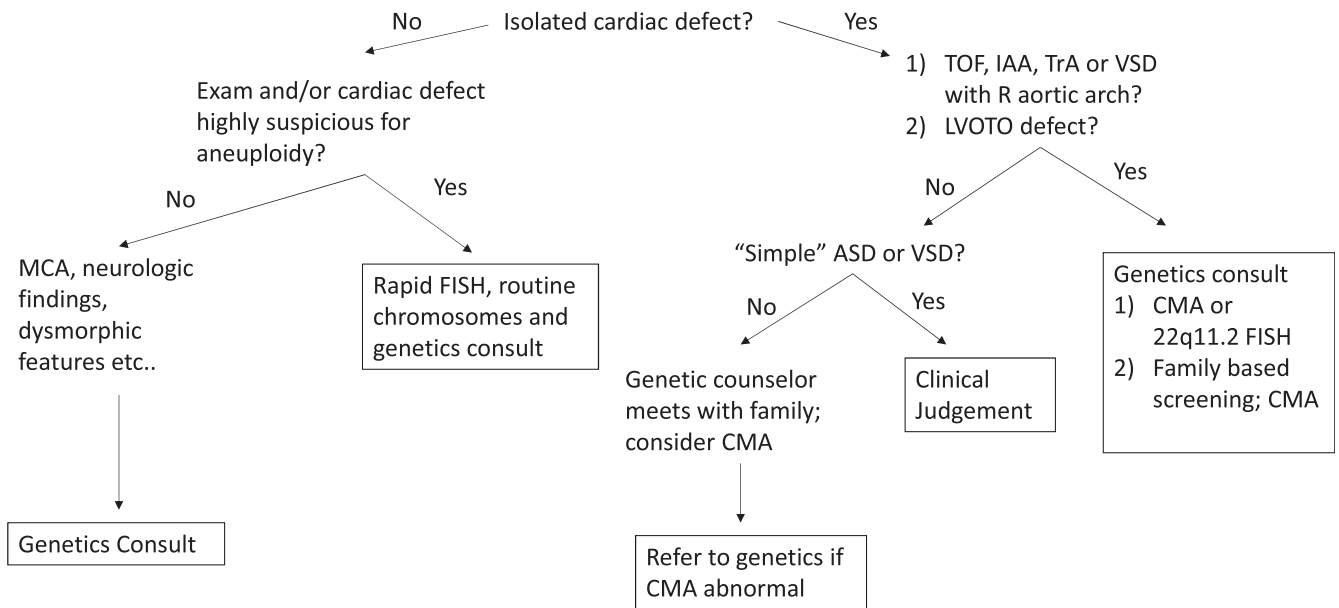 Isolated cardiac defect?
No
Yes
Exam and/or cardiac defect
highly suspicious for
aneuploidy?
1) TOF, IAA, TrA or VSD
with R aortic arch?
2) LVOTO defect?
No
Yes
No
Yes
MCA, neurologic
findings,
dysmorphic
features etc..
Rapid FISH, routine
chromosomes and
genetics consult
“Simple” ASD or VSD?
Genetics consult
1) CMA or
22q11.2 FISH
2) Family based
screening; CMA
No
Yes
Genetic counselor
meets with family;
consider CMA
Clinical
Judgement
Genetics Consult
Refer to genetics if
CMA abnormal